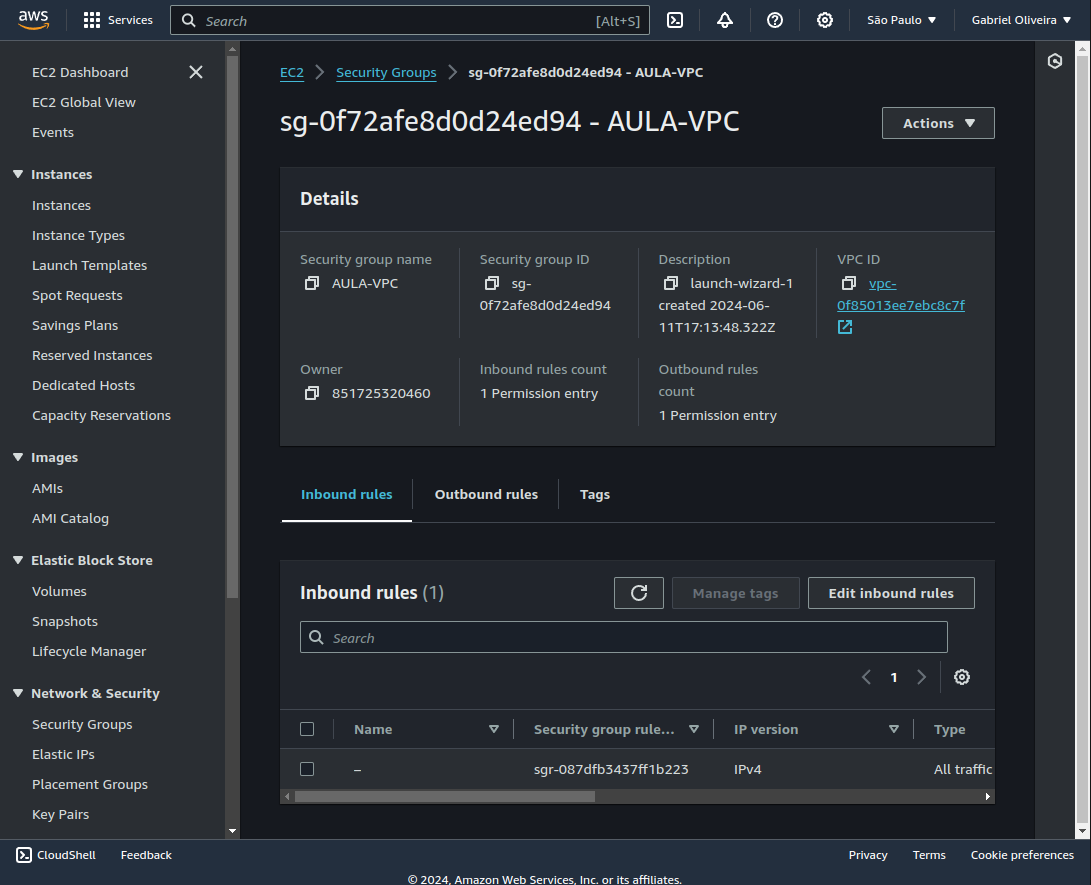 aws
Services
Search [Alt+S]
São Paulo
Gabriel Oliveira
EC2 Dashboard
EC2 Global View
Events
Instances
Instances
Instance Types
Launch Templates
Spot Requests
Savings Plans
Reserved Instances
Dedicated Hosts
Capacity Reservations
Images
AMIs
AMI Catalog
Elastic Block Store
Volumes
Snapshots
Lifecycle Manager
Network & Security
Security Groups
Elastic IPs
Placement Groups
Key Pairs
EC2 Security Groups sg-0f72afe8d0d24ed94 - AULA-VPC
sg-0f72afe8d0d24ed94 - AULA-VPC
Actions
Details
Security group name
AULA-VPC
Security group ID
sg-
0f72afe8d0d24ed94
Description
launch-wizard-1
created 2024-06-
11T17:13:48.322Z
VPC ID
vpc-
0f85013ee7ebc8c7f
Owner
851725320460
Inbound rules count
1 Permission entry
Outbound rules
count
1 Permission entry
Inbound rules
Outbound rules
Tags
Inbound rules (1)
Manage tags
Edit inbound rules
Search
1
Name Security group rule... IP version Type
– sgr-087dfb3437ff1b223 IPv4 All traffic
CloudShell
Feedback
Privacy
Terms
Cookie preferences
© 2024, Amazon Web Services, Inc. or its affiliates.